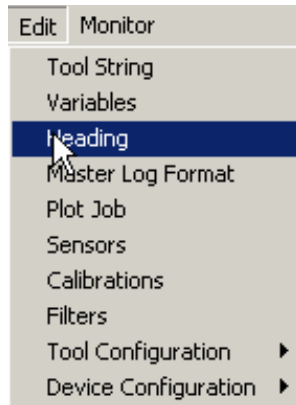 Edit Monitor
Tool String
Variables
Heading
Master Log Format
Plot Job
Sensors
Calibrations
Filters
Tool Configuration
Device Configuration